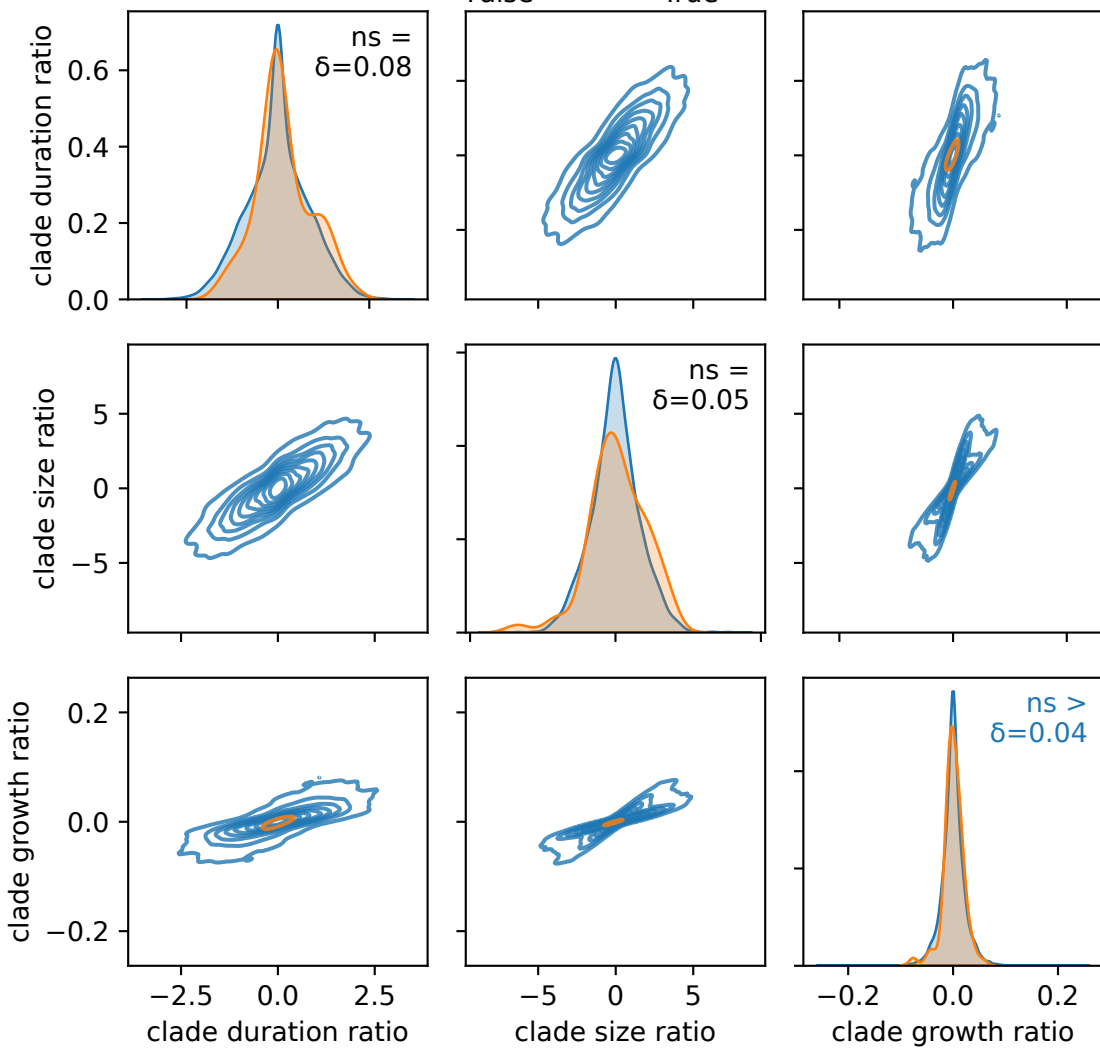 clade duration ratio
0.6
0.4
0.2
0.0
ns =
δ=0.08
clade size ratio
5
0
−5
ns =
δ=0.05
clade growth ratio
0.2
0.0
−0.2
ns >
δ=0.04
−2.5 0.0 2.5
−5 0 5
−0.2 0.0 0.2
clade duration ratio
clade size ratio
clade growth ratio